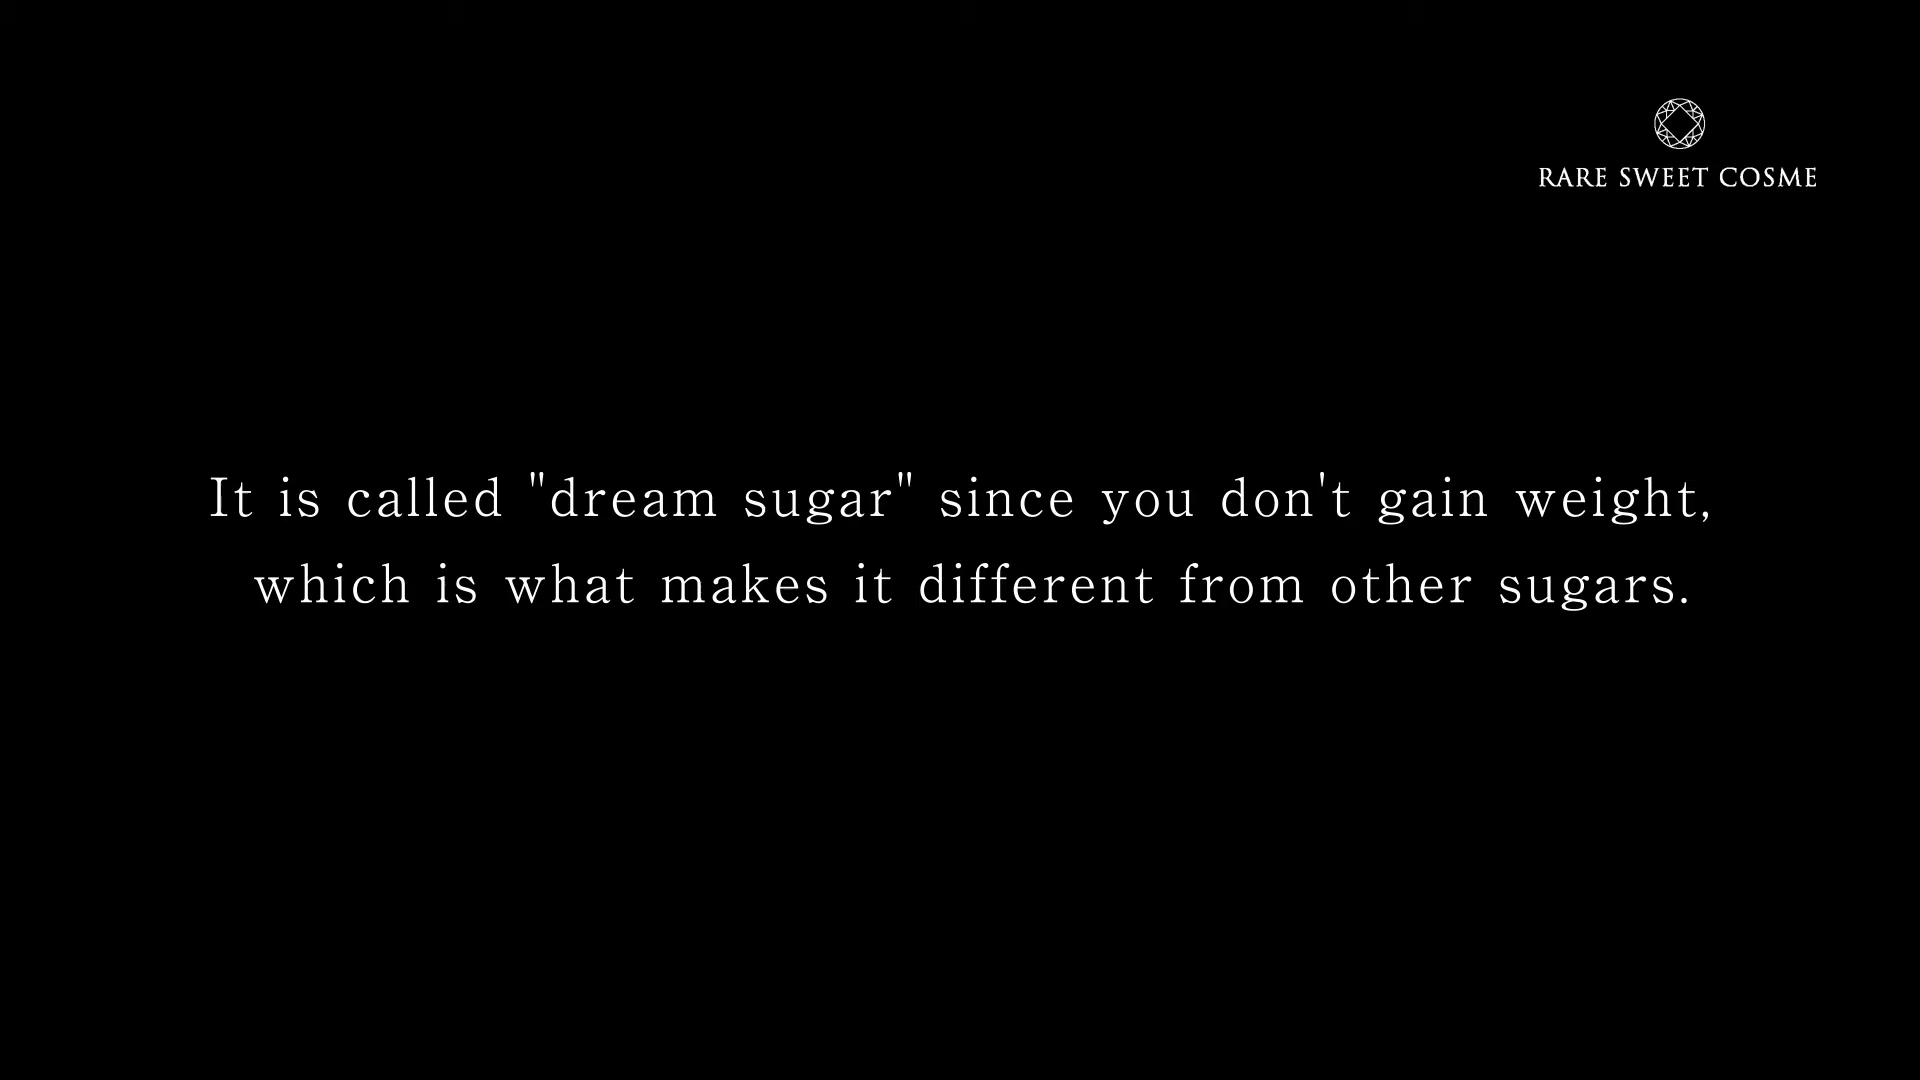 RARE SWEET COSME
It is called "dream sugar" since you don't gain weight,
which is what makes it different from other sugars.